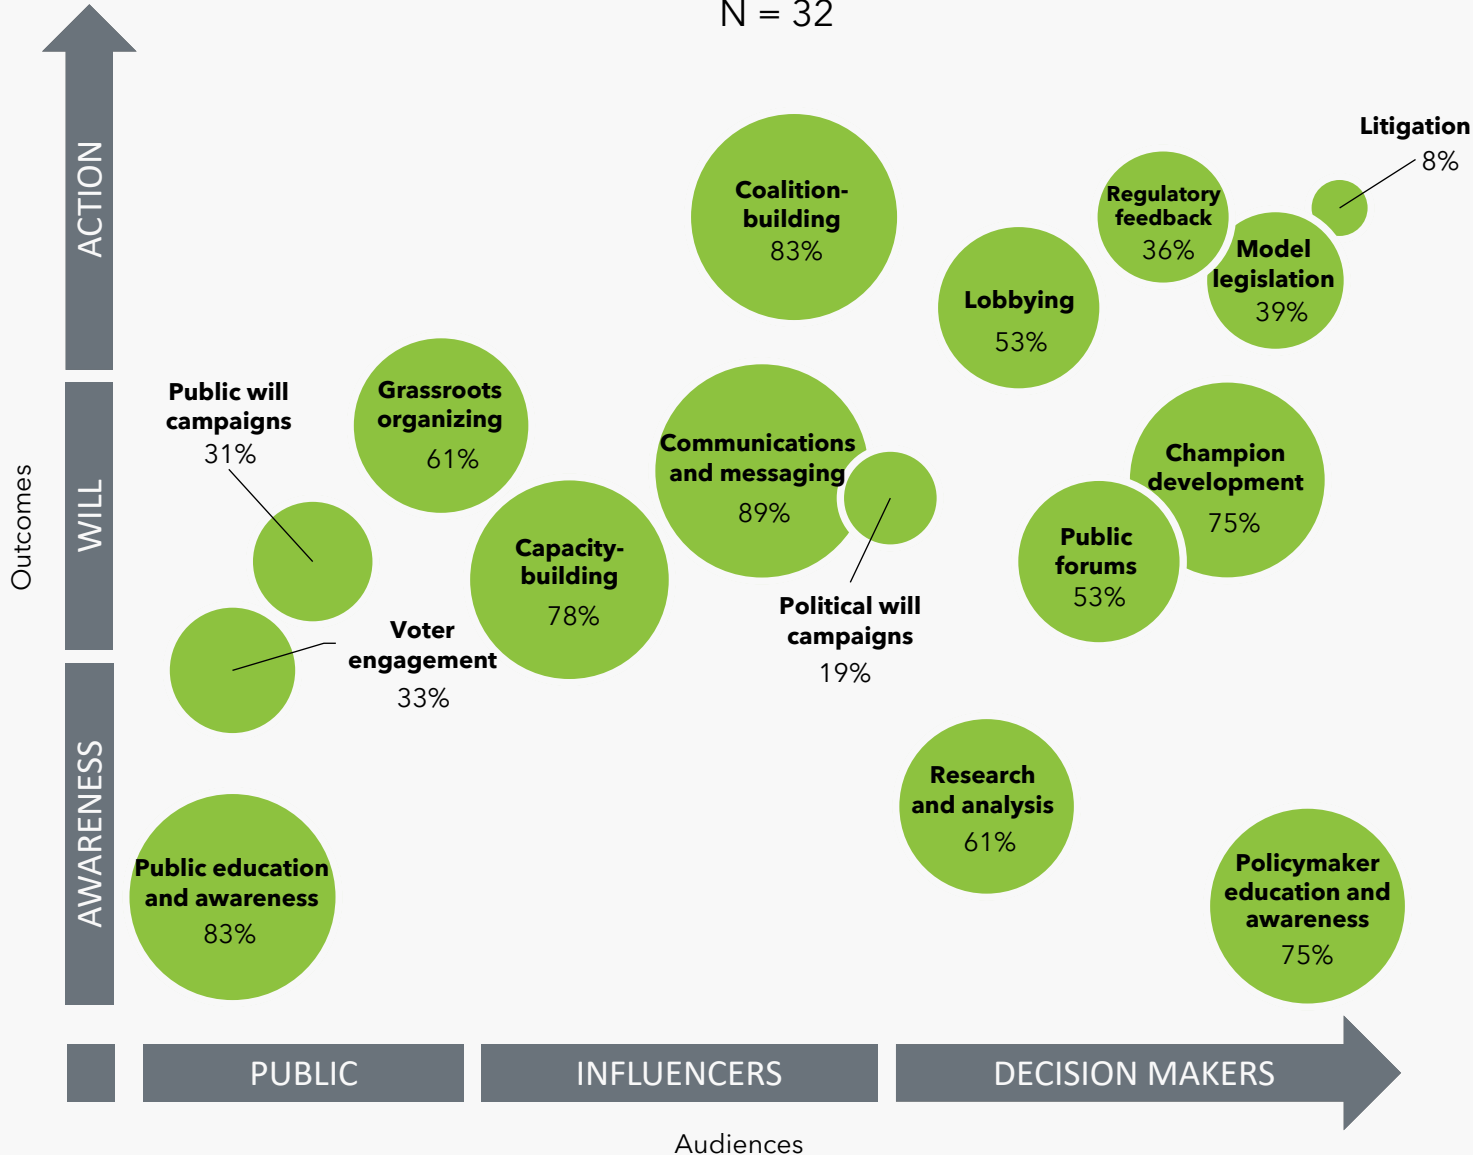 N = 32
Litigation
8%
ACTION
Coalition-
building
83%
Regulatory
feedback
36%
Model
legislation
39%
Lobbying
53%
Public will
campaigns
31%
Grassroots
organizing
61%
Communications
and messaging
89%
Champion
development
75%
Outcomes
WILL
Capacity-
building
78%
Public
forums
53%
Political will
campaigns
19%
Voter
engagement
33%
AWARENESS
Research
and analysis
61%
Public education
and awareness
83%
Policymaker
education and
awareness
75%
PUBLIC
INFLUENCERS
DECISION MAKERS
Audiences